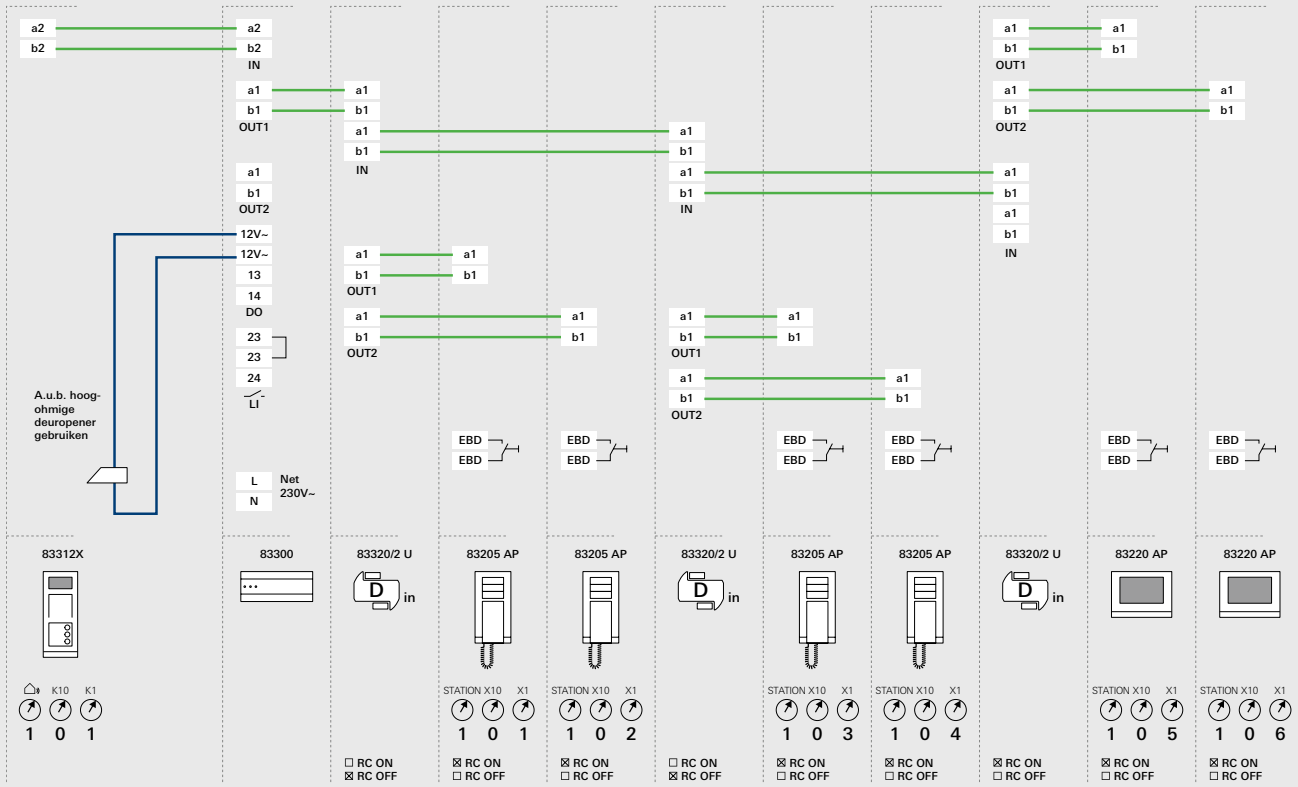 a2 a2 a1 a1
b2 b2 b1 b1
IN OUT1
a1 a1 a1 a1
b1 b1 b1 b1
OUT1 OUT2
a1 a1
b1 b1
IN
a1 a1 a1
b1 b1 b1
OUT2 IN
a1
b1
IN
12V~
12V~ a1 a1
13 b1 b1
OUT1
14
DO
a1 a1 a1 a1
23 b1 b1 b1 b1
OUT2 OUT1
23
24 a1 a1
LI b1 b1
OUT2
A.u.b. hoog-
ohmige
deuropener
gebruiken
EBD EBD EBD EBD EBD EBD
EBD EBD EBD EBD EBD EBD
L Net
N 230V~
83312X 83300 83320/2 U 83205 AP 83205 AP 83320/2 U 83205 AP 83205 AP 83320/2 U 83220 AP 83220 AP
D in D in D in
K10 K1 STATION X10 X1 STATION X10 X1 STATION X10 X1 STATION X10 X1 STATION X10 X1 STATION X10 X1
1 0 1 1 0 1 1 0 2 1 0 3 1 0 4 1 0 5 1 0 6
☐ RC ON ☒ RC ON ☒ RC ON ☐ RC ON ☒ RC ON ☒ RC ON ☒ RC ON ☒ RC ON ☒ RC ON
☒ RC OFF ☐ RC OFF ☐ RC OFF ☒ RC OFF ☐ RC OFF ☐ RC OFF ☐ RC OFF ☐ RC OFF ☐ RC OFF